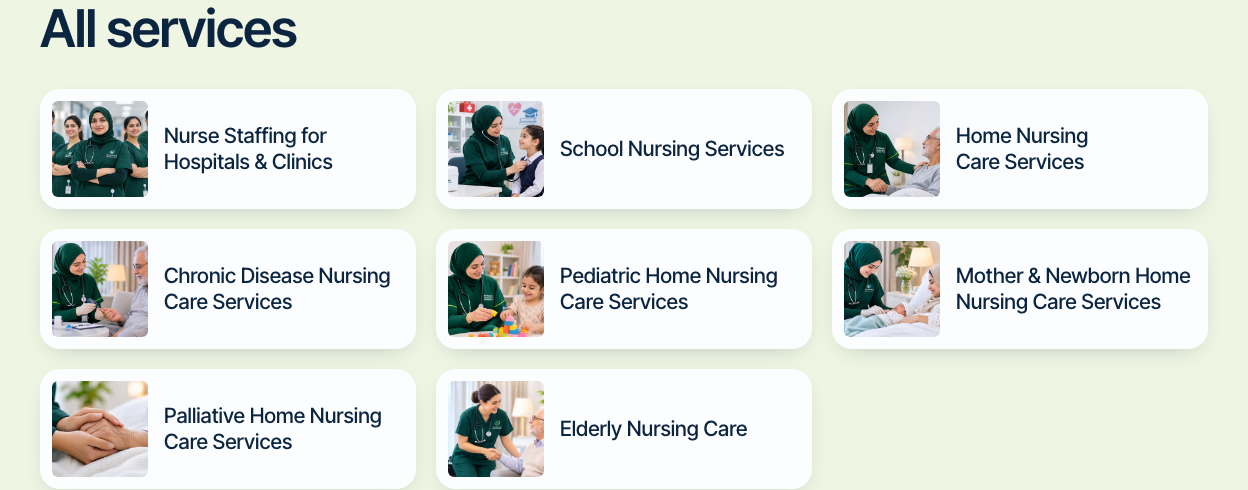 All services
Nurse Staffing for
Hospitals & Clinics
School Nursing Services
Home Nursing
Care Services
Chronic Disease Nursing
Care Services
Pediatric Home Nursing
Care Services
Mother & Newborn Home
Nursing Care Services
Palliative Home Nursing
Care Services
Elderly Nursing Care